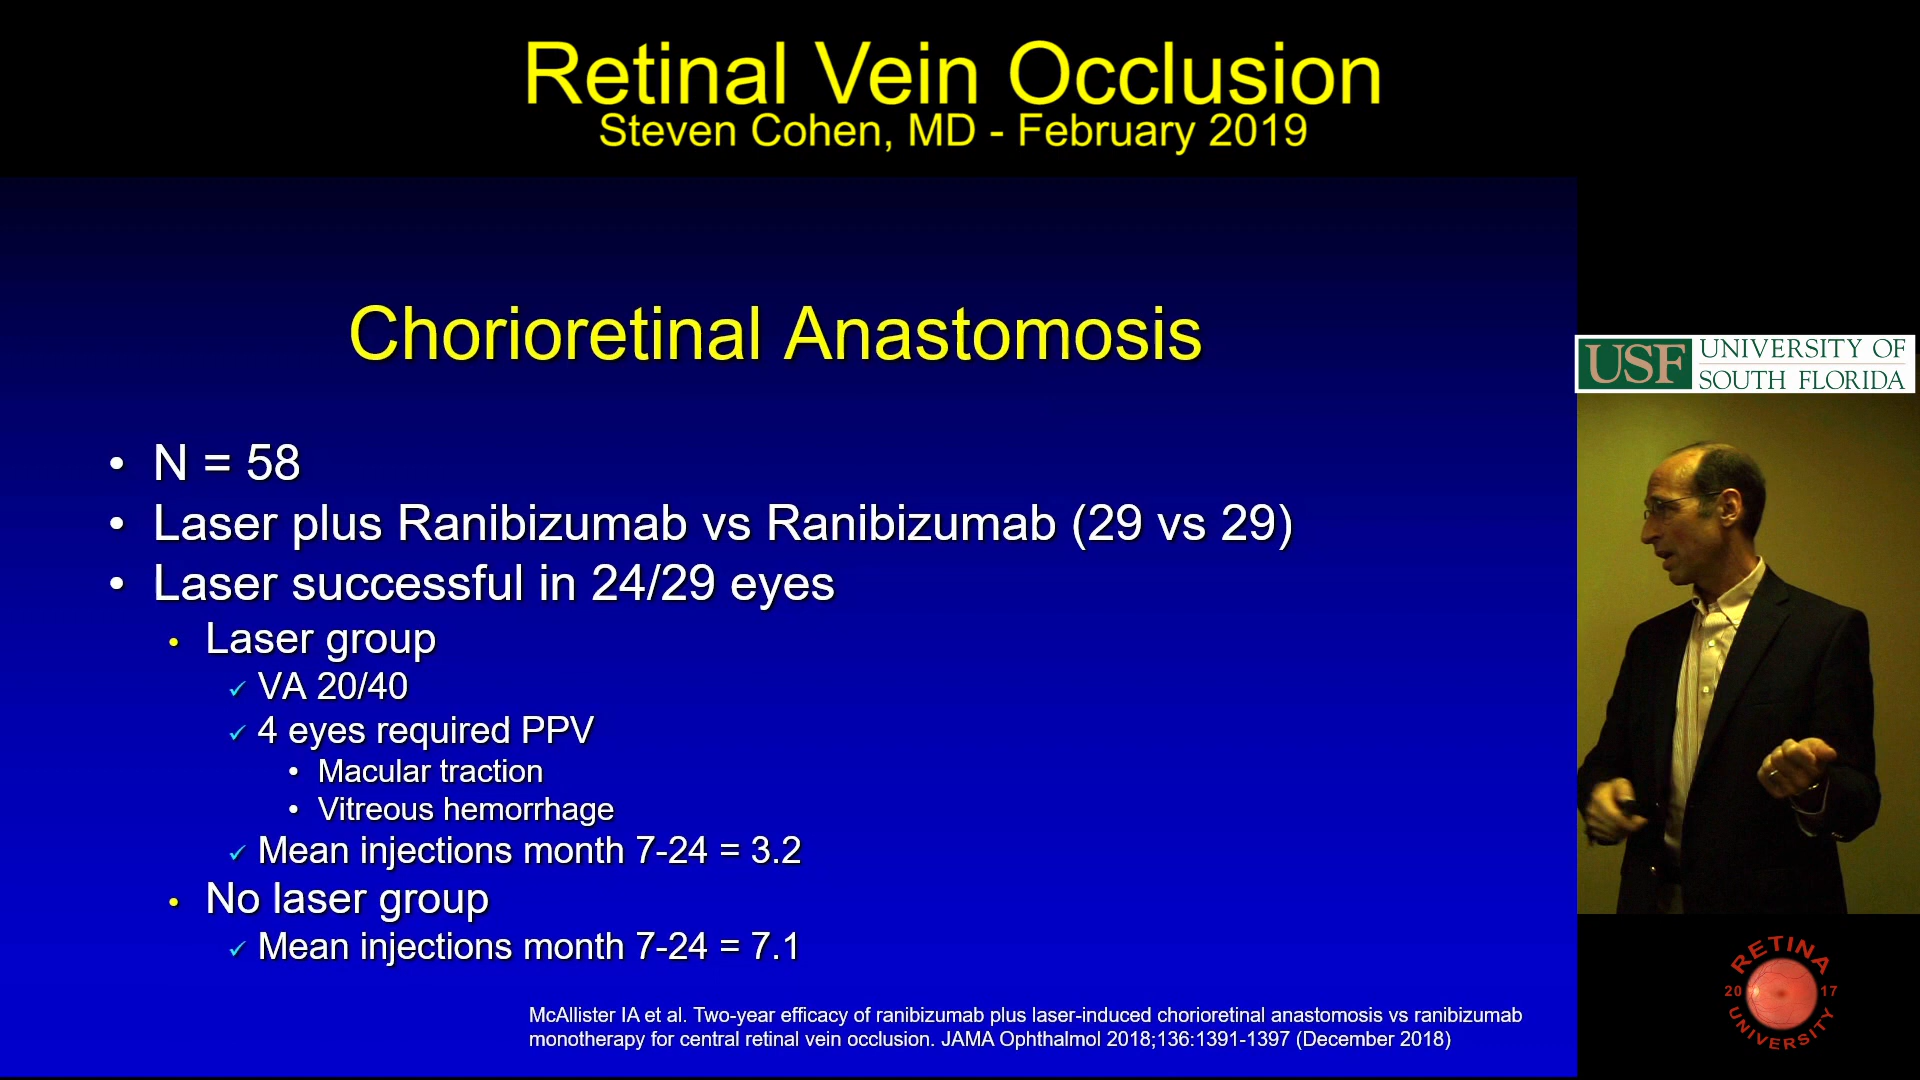 Retinal Vein Occlusion
Steven Cohen, MD - February 2019
Chorioretinal Anastomosis
USF UNIVERSITY OF
SOUTH FLORIDA
• N = 58
• Laser plus Ranibizumab vs Ranibizumab (29 vs 29)
• Laser successful in 24/29 eyes
• Laser group
✓ VA 20/40
✓ 4 eyes required PPV
• Macular traction
• Vitreous hemorrhage
✓ Mean injections month 7-24 = 3.2
• No laser group
✓ Mean injections month 7-24 = 7.1
McAllister IA et al. Two-year efficacy of ranibizumab plus laser-induced chorioretinal anastomosis vs ranibizumab
monotherapy for central retinal vein occlusion. JAMA Ophthalmol 2018;136:1391-1397 (December 2018)
RETINA
20 17
UNIVERSITY